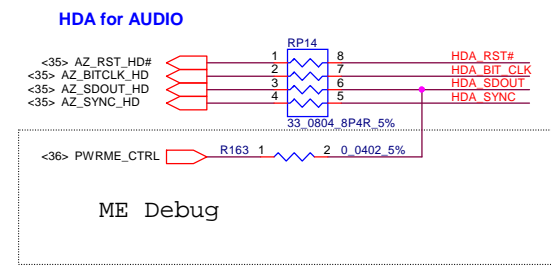 HDA for AUDIO
RP14
<35> AZ_RST_HD# 1 8 HDA_RST#
<35> AZ_BITCLK_HD 2 7 HDA_BIT_CLK
<35> AZ_SDOUT_HD 3 6 HDA_SDOUT
<35> AZ_SYNC_HD 4 5 HDA_SYNC
33_0804_8P4R_5%
<36> PWRME_CTRL R163 1 2 0_0402_5%
ME Debug